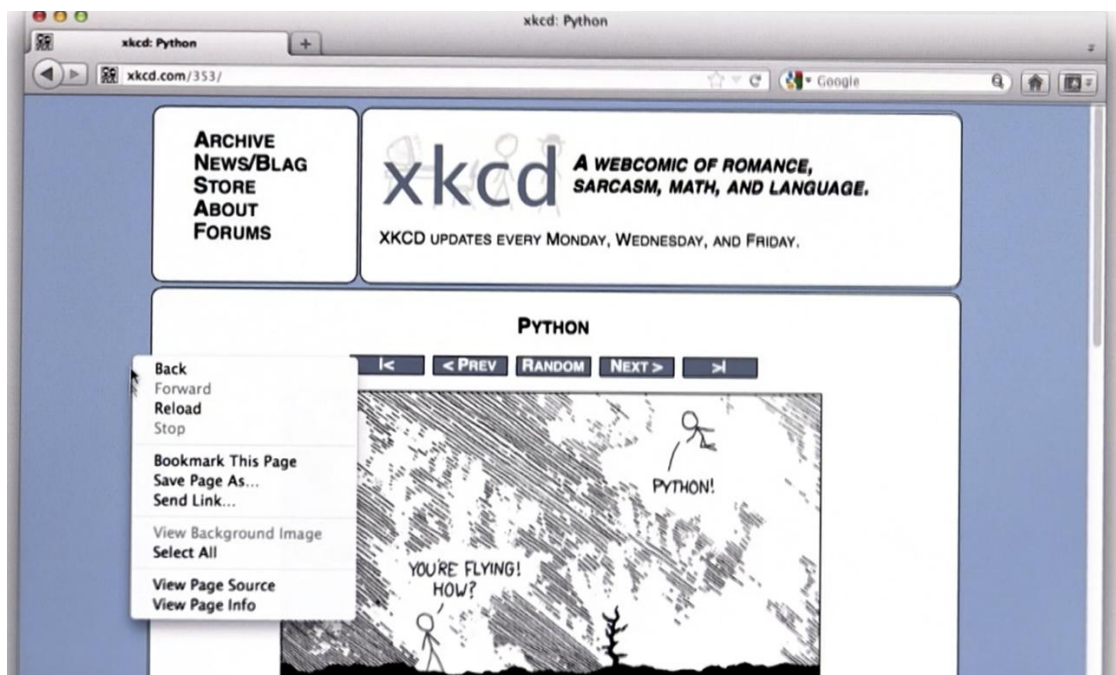 xkcd: Python
xkcd: Python
+
xkcd.com/353/
Google
ARCHIVE
NEWS/BLAG
STORE
ABOUT
FORUMS
xkcd
A WEBCOMIC OF ROMANCE,
SARCASM, MATH, AND LANGUAGE.
XKCD UPDATES EVERY MONDAY, WEDNESDAY, AND FRIDAY.
PYTHON
|< < PREV RANDOM NEXT > >|
Back
Forward
Reload
Stop
Bookmark This Page
Save Page As...
Send Link...
View Background Image
Select All
View Page Source
View Page Info
PYTHON!
YOU'RE FLYING!
HOW?